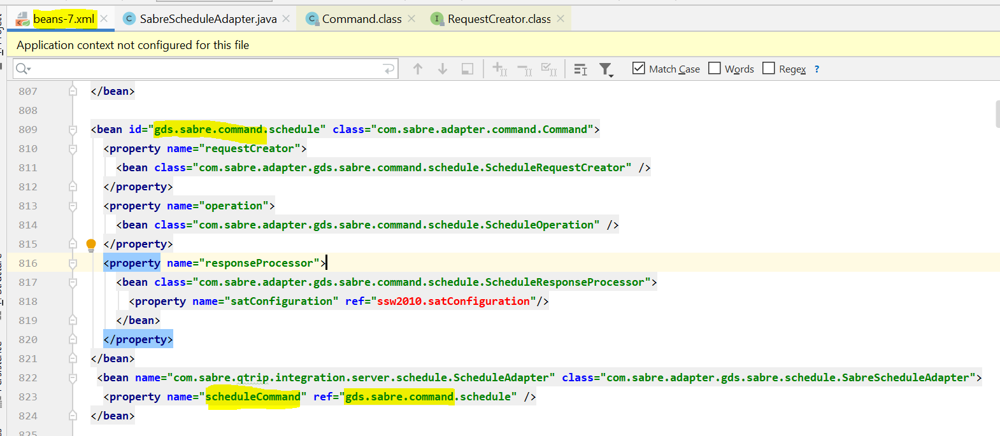 beans-7.xml SabreScheduleAdapter.java Command.class RequestCreator.class
Application context not configured for this file
Match Case Words Regex ?
807 </bean>
808
809 <bean id="gds.sabre.command.schedule" class="com.sabre.adapter.command.Command">
810 <property name="requestCreator">
811 <bean class="com.sabre.adapter.gds.sabre.command.schedule.ScheduleRequestCreator" />
812 </property>
813 <property name="operation">
814 <bean class="com.sabre.adapter.gds.sabre.command.schedule.ScheduleOperation" />
815 </property>
816 <property name="responseProcessor">
817 <bean class="com.sabre.adapter.gds.sabre.command.schedule.ScheduleResponseProcessor">
818 <property name="satConfiguration" ref="ssw2010.satConfiguration"/>
819 </bean>
820 </property>
821 </bean>
822 <bean name="com.sabre.qtrip.integration.server.schedule.ScheduleAdapter" class="com.sabre.adapter.gds.sabre.schedule.SabreScheduleAdapter">
823 <property name="scheduleCommand" ref="gds.sabre.command.schedule" />
824 </bean>
825